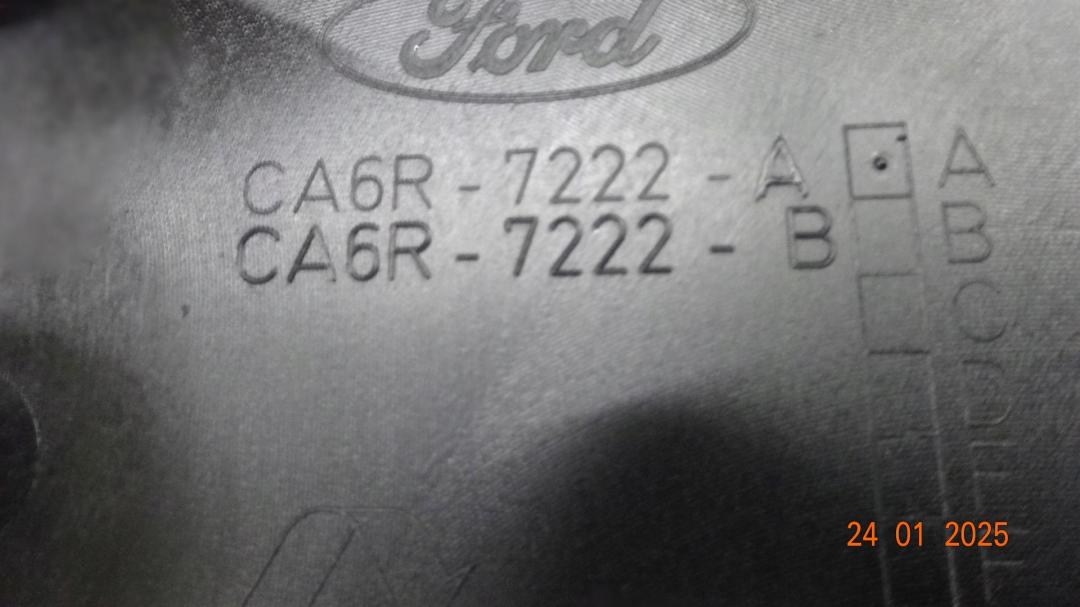 Ford
CA6R - 7222 - A A
CA6R - 7222 - B B
C
D
E
24 01 2025